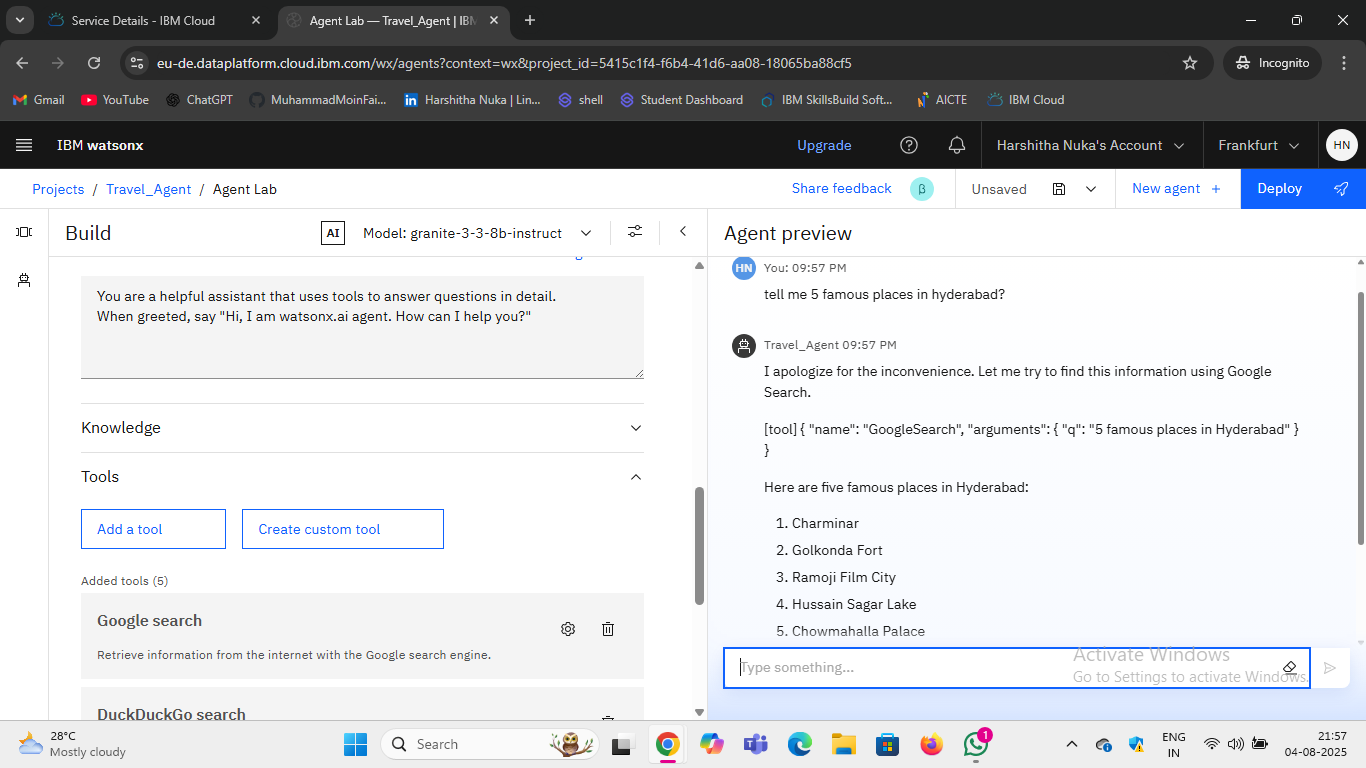 Service Details - IBM Cloud
Agent Lab — Travel_Agent | IBM
eu-de.dataplatform.cloud.ibm.com/wx/agents?context=wx&project_id=5415c1f4-f6b4-41d6-aa08-18065ba88cf5
Incognito
Gmail
YouTube
ChatGPT
MuhammadMoinFai...
Harshitha Nuka | Lin...
shell
Student Dashboard
IBM SkillsBuild Soft...
AICTE
IBM Cloud
IBM watsonx
Upgrade
Harshitha Nuka's Account
Frankfurt
HN
Projects / Travel_Agent / Agent Lab
Share feedback
β
Unsaved
New agent +
Deploy
Build
AI
Model: granite-3-3-8b-instruct
You are a helpful assistant that uses tools to answer questions in detail.
When greeted, say "Hi, I am watsonx.ai agent. How can I help you?"
Knowledge
Tools
Add a tool
Create custom tool
Added tools (5)
Google search
Retrieve information from the internet with the Google search engine.
DuckDuckGo search
Agent preview
HN
You: 09:57 PM
tell me 5 famous places in hyderabad?
Travel_Agent 09:57 PM
I apologize for the inconvenience. Let me try to find this information using Google
Search.
[tool] { "name": "GoogleSearch", "arguments": { "q": "5 famous places in Hyderabad" }
}
Here are five famous places in Hyderabad:
1. Charminar
2. Golkonda Fort
3. Ramoji Film City
4. Hussain Sagar Lake
5. Chowmahalla Palace
Type something...
Activate Windows
Go to Settings to activate Windows.
28°C
Mostly cloudy
Search
1
ENG
IN
21:57
04-08-2025